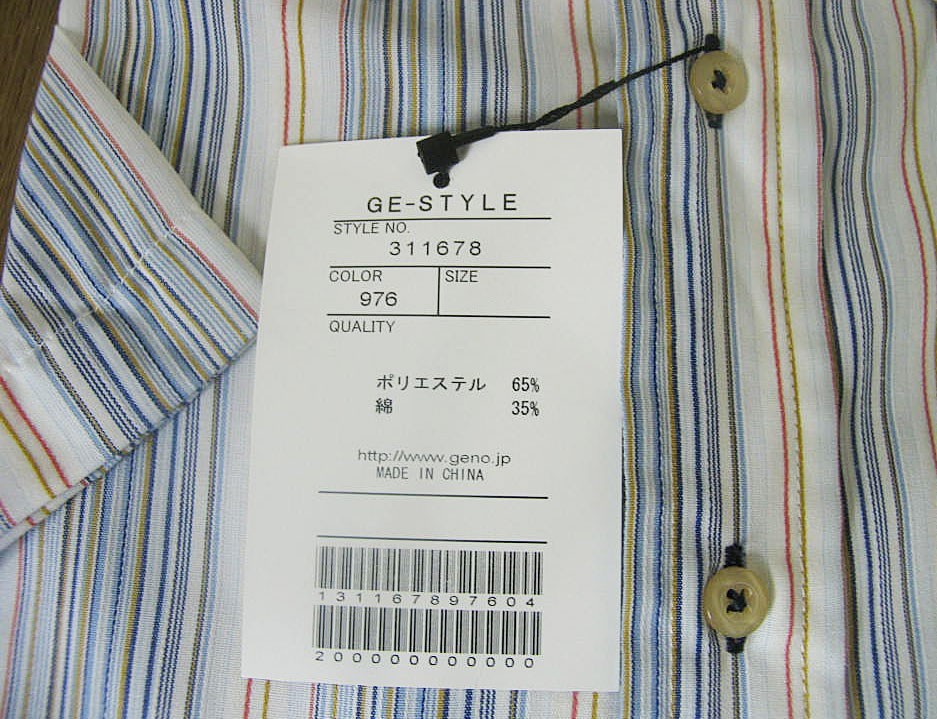 GE-STYLE
STYLE NO.
311678
COLOR SIZE
976
QUALITY
ポリエステル 65%
綿 35%
http://www.geno.jp
MADE IN CHINA
131167897604
2000000000000